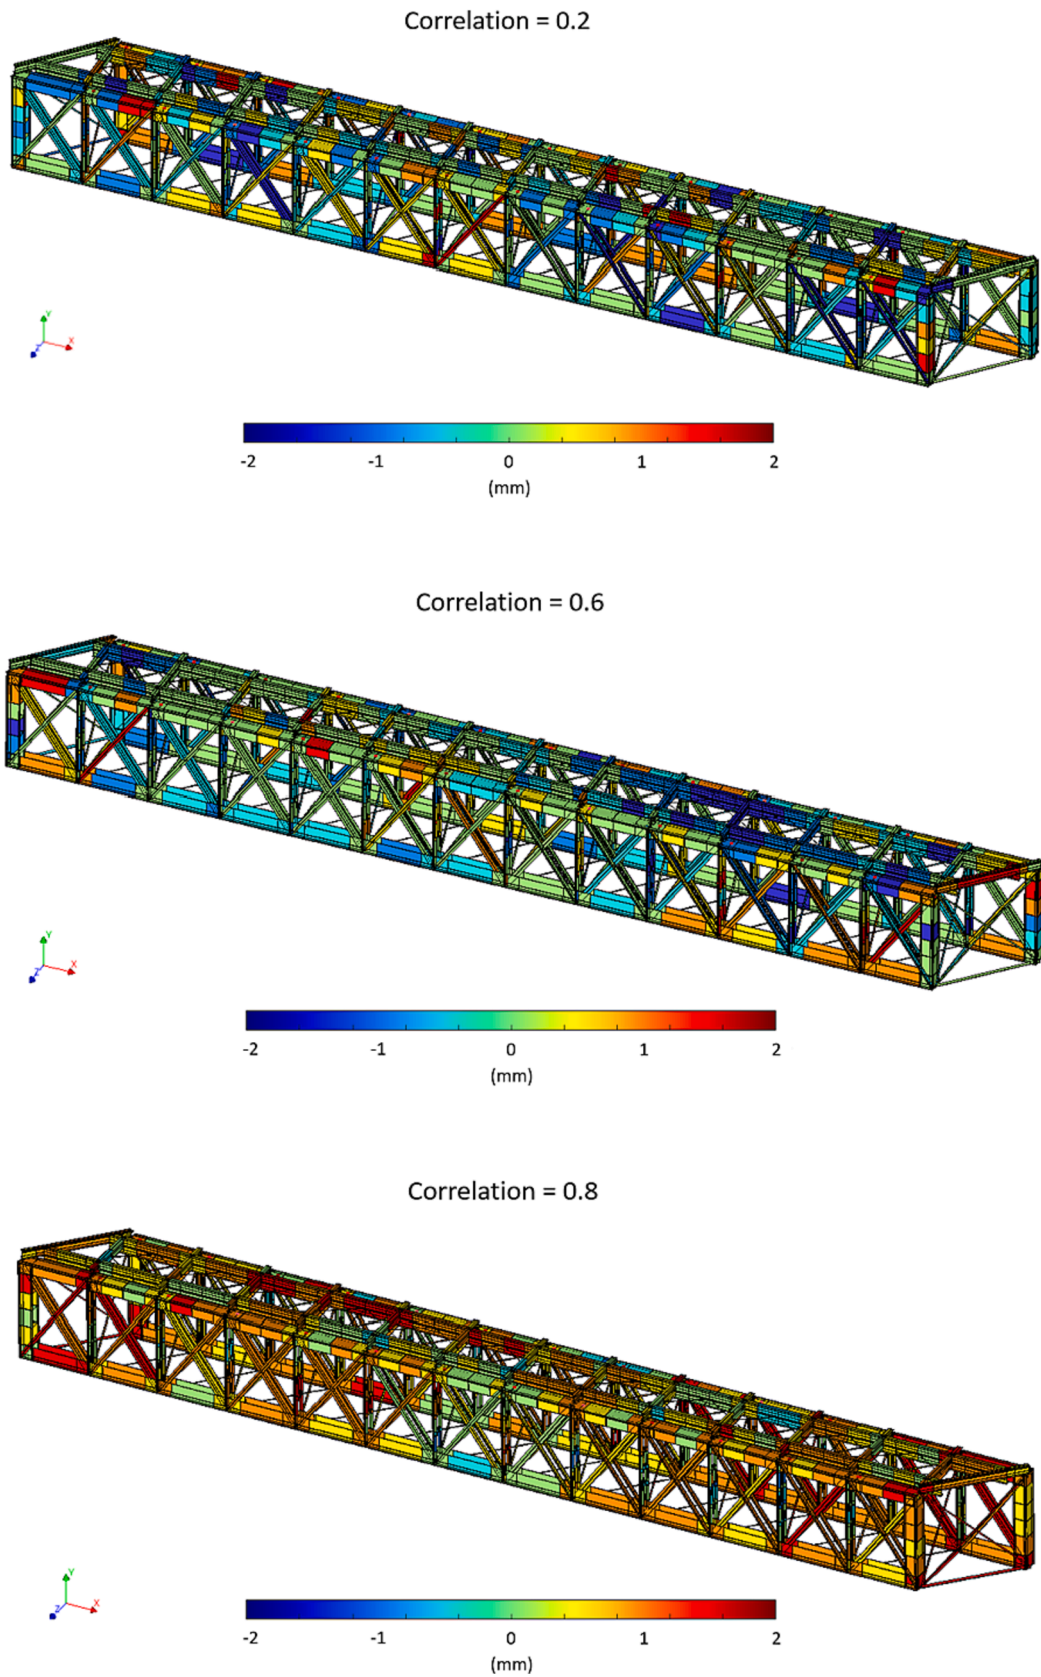 Correlation = 0.2
Y
X
Z
-2 -1 0 1 2
(mm)
Correlation = 0.6
Y
X
Z
-2 -1 0 1 2
(mm)
Correlation = 0.8
Y
X
Z
-2 -1 0 1 2
(mm)